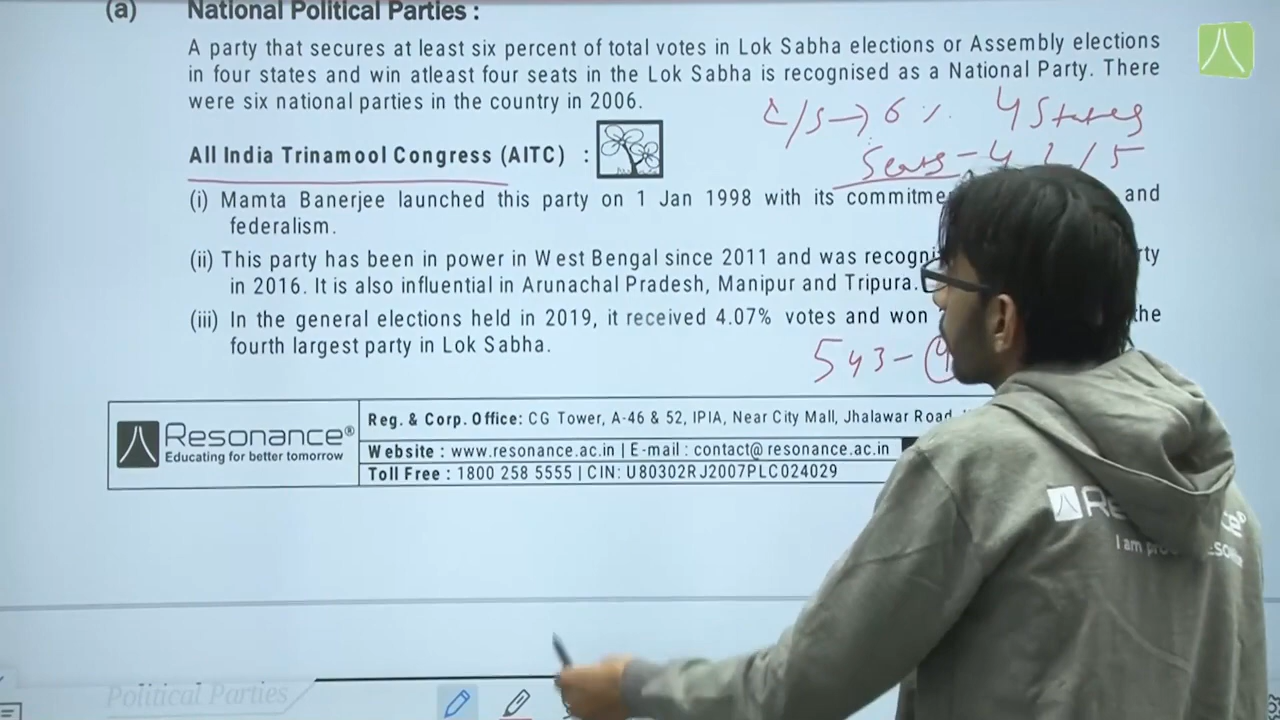 (a) National Political Parties :
A party that secures at least six percent of total votes in Lok Sabha elections or Assembly elections
in four states and win atleast four seats in the Lok Sabha is recognised as a National Party. There
were six national parties in the country in 2006.
6 %. 4 States
Seats - 4
All India Trinamool Congress (AITC) :
(i) Mamta Banerjee launched this party on 1 Jan 1998 with its and
federalism.
(ii) This party has been in power in West Bengal since 2011 and was
in 2016. It is also influential in Arunachal Pradesh, Manipur and Tripura.
(iii) In the general elections held in 2019, it received 4.07% votes and won the
fourth largest party in Lok Sabha.
543 -
Resonance®
Educating for better tomorrow
Reg. & Corp. Office: CG Tower, A-46 & 52, IPIA, Near City Mall, Jhalawar Road,
Website : www.resonance.ac.in | E-mail : contact@resonance.ac.in
Toll Free : 1800 258 5555 | CIN: U80302RJ2007PLC024029
I am
Political Parties